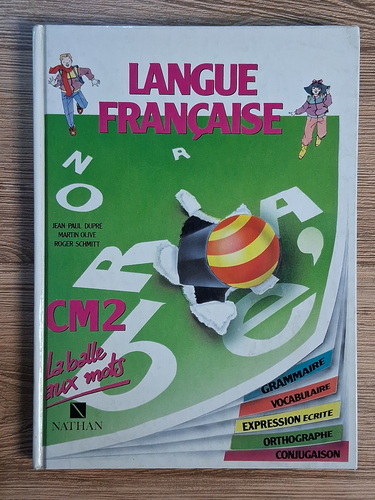 LANGUE
FRANÇAISE
JEAN-PAUL DUPRÉ
MARTIN OLIVE
ROGER SCHMITT
CM2
La balle
aux mots
NATHAN
GRAMMAIRE
VOCABULAIRE
EXPRESSION ECRITE
ORTHOGRAPHE
CONJUGAISON